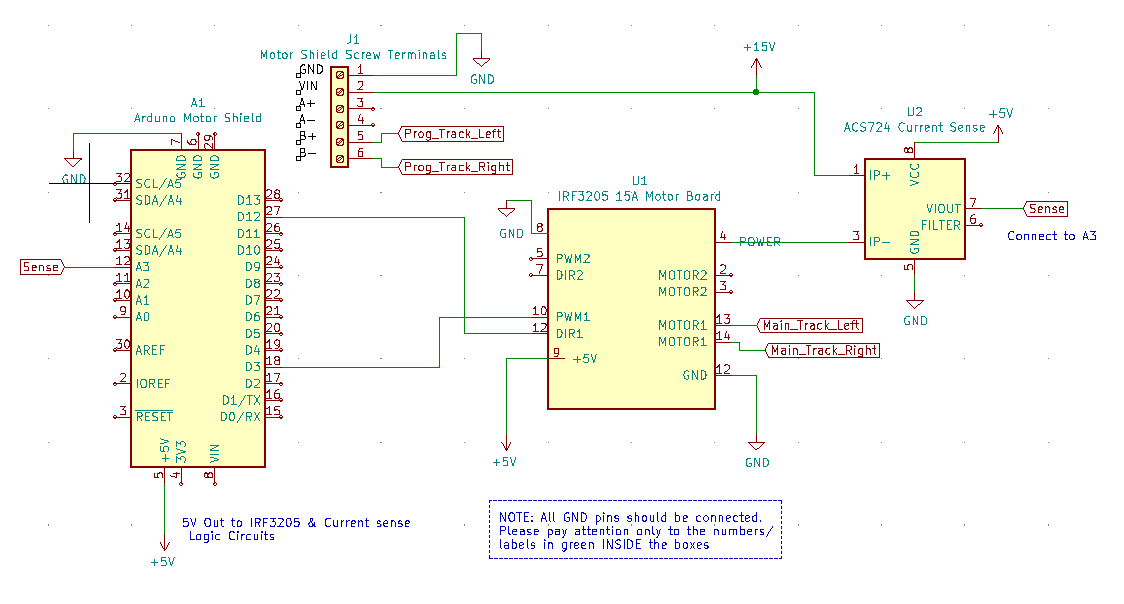 J1
Motor Shield Screw Terminals
GND 1
VIN 2
A+ 3
A- 4
B+ 5
B- 6
GND
Prog_Track_Left
Prog_Track_Right
+15V
A1
Arduno Motor Shield
GND
7 6 29
GND GND GND
32 SCL/A5
31 SDA/A4
14 SCL/A5
13 SDA/A4
Sense
12 A3
11 A2
10 A1
9 A0
30 AREF
2 IOREF
3 RESET
D13 28
D12 27
D11 26
D10 25
D9 24
D8 23
D7 22
D6 21
D5 20
D4 19
D3 18
D2 17
D1/TX 16
D0/RX 15
+5V 3V3 VIN
5 4 8
+5V
5V Out to IRF3205 & Current sense
Logic Circuits
U1
IRF3205 15A Motor Board
GND
8
5 PWM2
7 DIR2
10 PWM1
12 DIR1
9 +5V
+5V
4 POWER
MOTOR2 2
MOTOR2 3
MOTOR1 13
MOTOR1 14
GND 12
Main_Track_Left
Main_Track_Right
GND
U2
ACS724 Current Sense
+5V
8
VCC
1 IP+
3 IP-
VIOUT 7
FILTER 6
GND
5
GND
Sense
Connect to A3
NOTE: All GND pins should be connected.
Please pay attention only to the numbers/
labels in green INSIDE the boxes